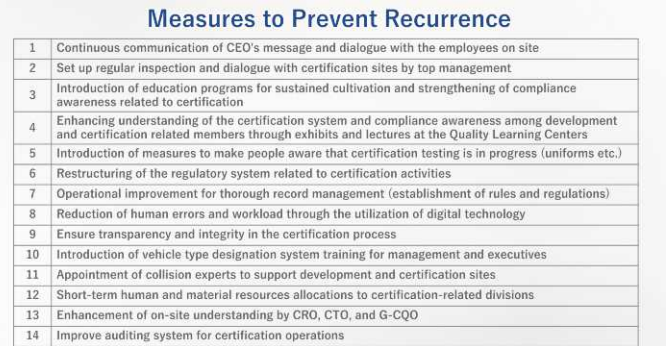 Measures to Prevent Recurrence
1 Continuous communication of CEO's message and dialogue with the employees on site
2 Set up regular inspection and dialogue with certification sites by top management
3 Introduction of education programs for sustained cultivation and strengthening of compliance
awareness related to certification
4 Enhancing understanding of the certification system and compliance awareness among development
and certification related members through exhibits and lectures at the Quality Learning Centers
5 Introduction of measures to make people aware that certification testing is in progress (uniforms etc.)
6 Restructuring of the regulatory system related to certification activities
7 Operational improvement for thorough record management (establishment of rules and regulations)
8 Reduction of human errors and workload through the utilization of digital technology
9 Ensure transparency and integrity in the certification process
10 Introduction of vehicle type designation system training for management and executives
11 Appointment of collision experts to support development and certification sites
12 Short-term human and material resources allocations to certification-related divisions
13 Enhancement of on-site understanding by CRO, CTO, and G-CQO
14 Improve auditing system for certification operations